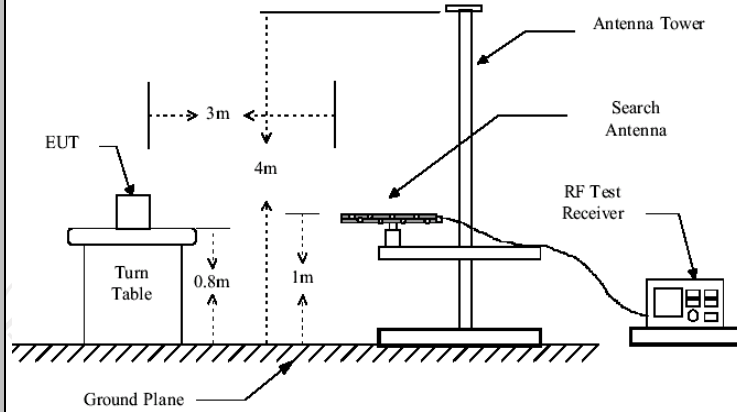 Antenna Tower
3m
Search
Antenna
EUT
4m
RF Test
Receiver
Turn
Table
0.8m
1m
Ground Plane